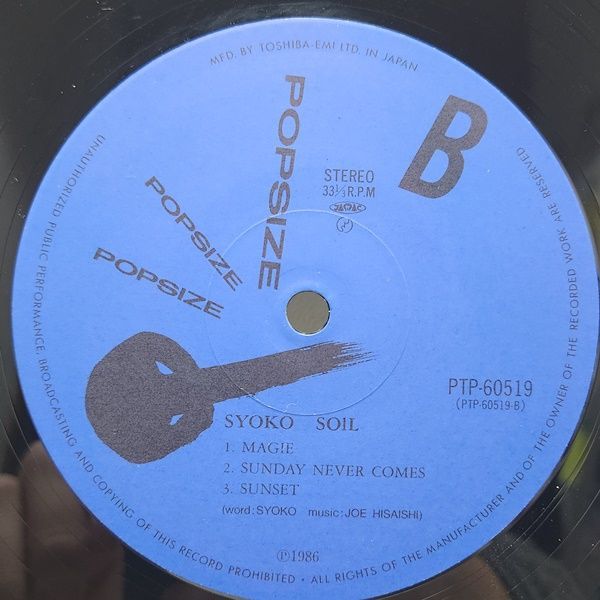 MFD. BY TOSHIBA-EMI LTD. IN JAPAN
POPSIZE
POPSIZE
POPSIZE
B
STEREO
33 1/3 R.P.M
SYOKO SOIL
1. MAGIE
2. SUNDAY NEVER COMES
3. SUNSET
(word:SYOKO music:JOE HISAISHI)
PTP-60519
(PTP-60519-B)
℗1986
UNAUTHORIZED PUBLIC PERFORMANCE, BROADCASTING AND COPYING OF THIS RECORD PROHIBITED · ALL RIGHTS OF THE MANUFACTURER AND OF THE OWNER OF THE RECORDED WORK ARE RESERVED